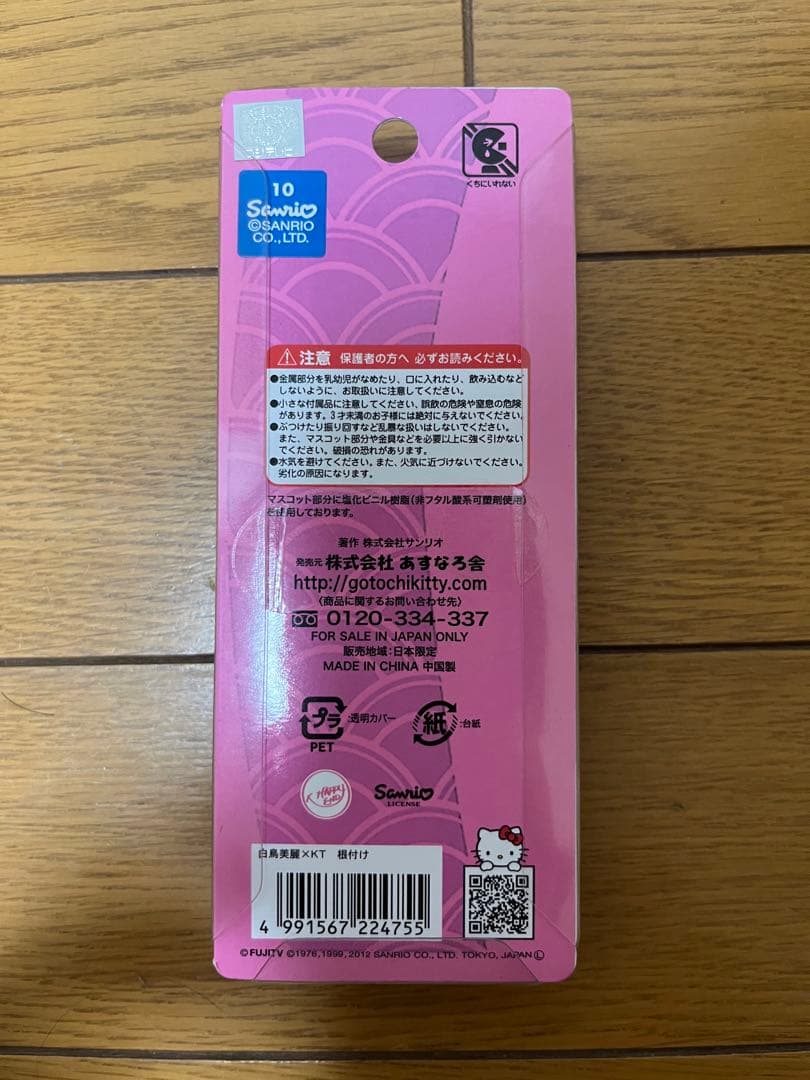 くちにいれない
10
Sanrio
©SANRIO
CO., LTD.
注意 保護者の方へ 必ずお読みください。
●金属部分を乳幼児がなめたり、口に入れたり、飲み込むなど
しないように、お取扱いに注意してください。
●小さな付属品に注意してください、誤飲の危険や窒息の危険
があります。3才未満のお子様には絶対に与えないでください。
●ぶつけたり振り回すなど乱暴な扱いはしないでください。
また、マスコット部分や金具などを必要以上に強く引かない
でください。破損の恐れがあります。
●水気を避けてください。また、火気に近づけないでください。
劣化の原因になります。
マスコット部分に塩化ビニル樹脂(非フタル酸系可塑剤使用)
を使用しております。
著作 株式会社サンリオ
発売元 株式会社 あすなろ舎
http://gotochikitty.com
〈商品に関するお問い合わせ先〉
0120-334-337
FOR SALE IN JAPAN ONLY
販売地域:日本限定
MADE IN CHINA 中国製
プラ :透明カバー
PET
紙 :台紙
HAPPY
END
Sanrio
LICENSE
白鳥美麗×KT 根付け
4 991567 224755
©FUJITV ©1976,1999,2012 SANRIO CO., LTD. TOKYO, JAPAN Ⓛ